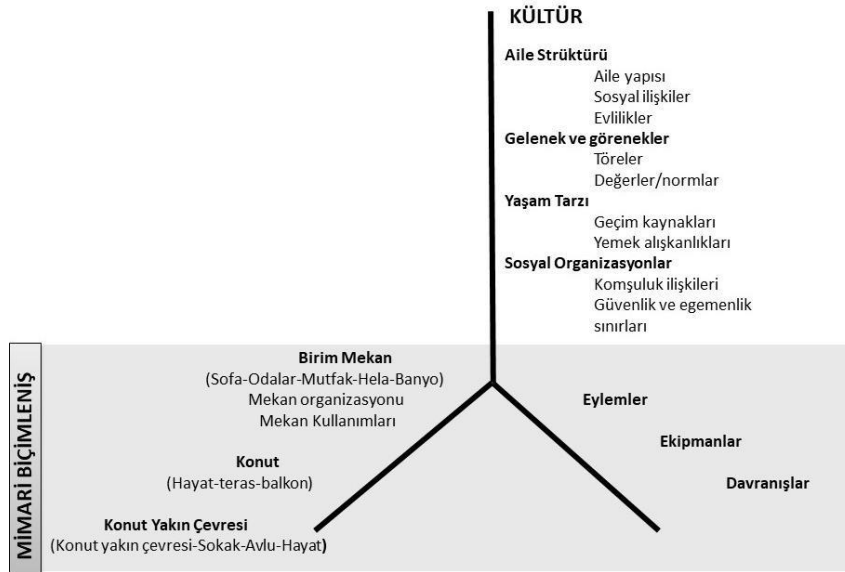 KÜLTÜR
Aile Strüktürü
Aile yapısı
Sosyal ilişkiler
Evlilikler
Gelenek ve görenekler
Töreler
Değerler/normlar
Yaşam Tarzı
Geçim kaynakları
Yemek alışkanlıkları
Sosyal Organizasyonlar
Komşuluk ilişkileri
Güvenlik ve egemenlik
sınırları
MİMARİ BİÇİMLENİŞ
Birim Mekan
(Sofa-Odalar-Mutfak-Hela-Banyo)
Mekan organizasyonu
Mekan Kullanımları
Konut
(Hayat-teras-balkon)
Konut Yakın Çevresi
(Konut yakın çevresi-Sokak-Avlu-Hayat)
Eylemler
Ekipmanlar
Davranışlar